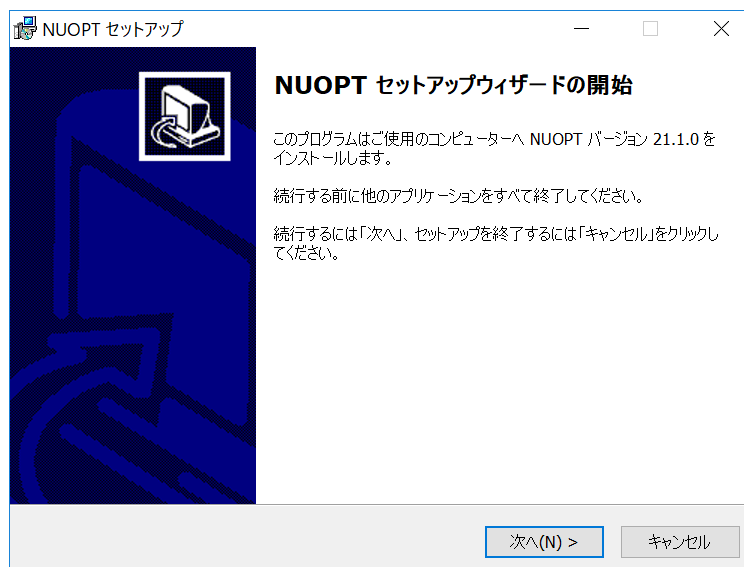 NUOPT セットアップ
NUOPT セットアップウィザードの開始
このプログラムはご使用のコンピューターへ NUOPT バージョン 21.1.0 を
インストールします。
続行する前に他のアプリケーションをすべて終了してください。
続行するには「次へ」、セットアップを終了するには「キャンセル」をクリックし
てください。
次へ(N) >
キャンセル